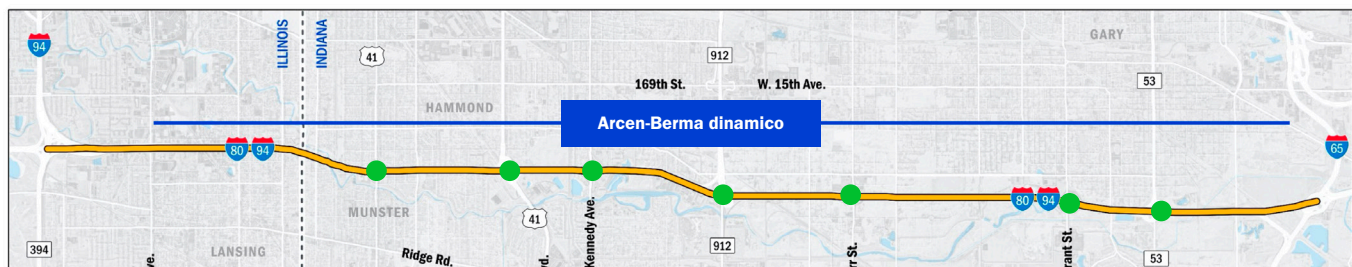 94
ILLINOIS
INDIANA
41
912
GARY
53
169th St.
W. 15th Ave.
HAMMOND
Arcen-Berma dinamico
80
94
65
MUNSTER
41
Kennedy Ave.
80
94
394
LANSING
Ridge Rd.
912
53